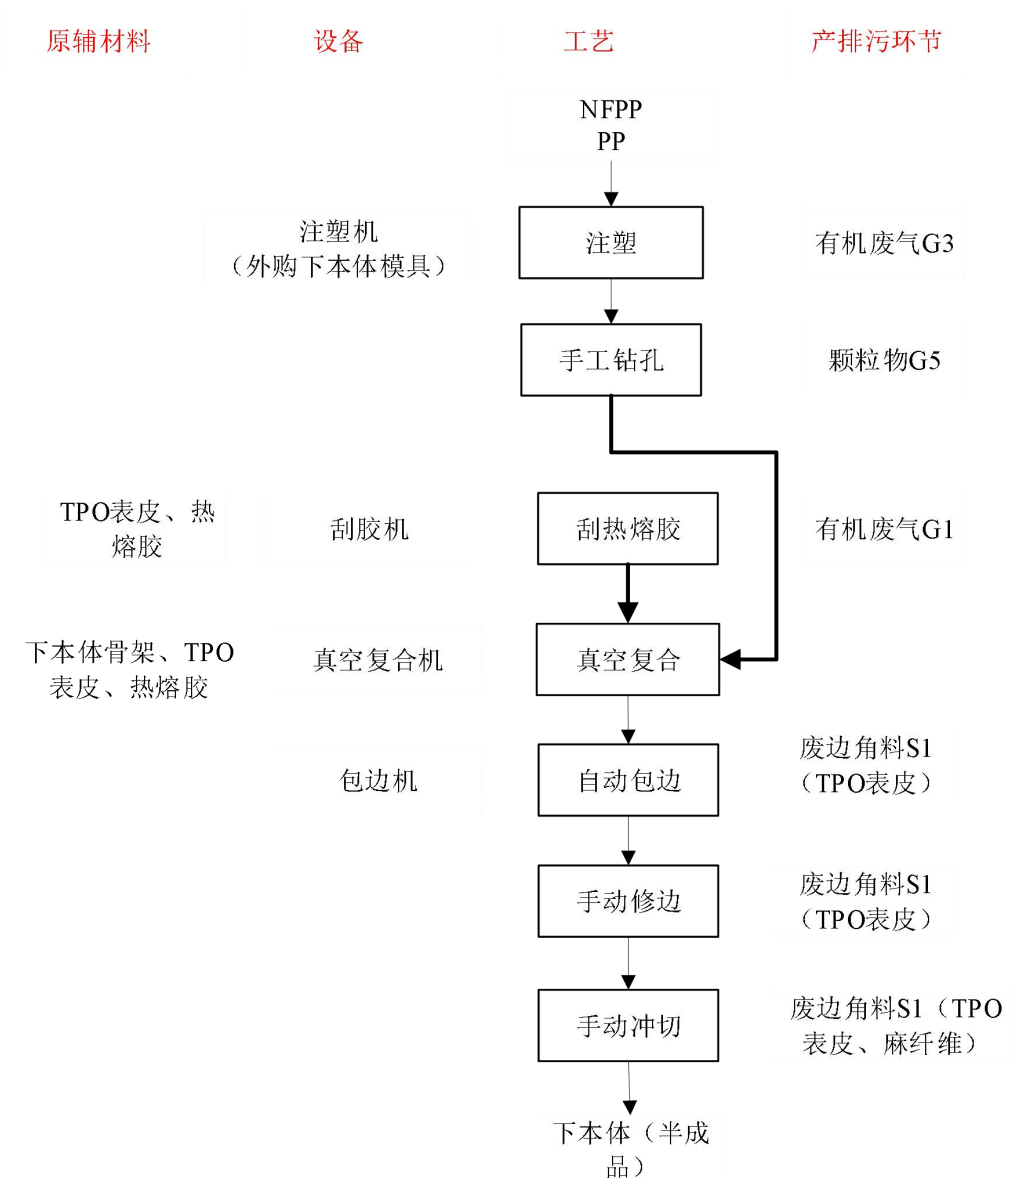 原辅材料 设备 工艺 产排污环节
NFPP
PP
注塑机
（外购下本体模具）
注塑
有机废气G3
手工钻孔
颗粒物G5
TPO表皮、热
熔胶
刮胶机
刮热熔胶
有机废气G1
下本体骨架、TPO
表皮、热熔胶
真空复合机
真空复合
包边机
自动包边
废边角料S1
（TPO表皮）
手动修边
废边角料S1
（TPO表皮）
手动冲切
废边角料S1（TPO
表皮、麻纤维）
下本体（半成
品）